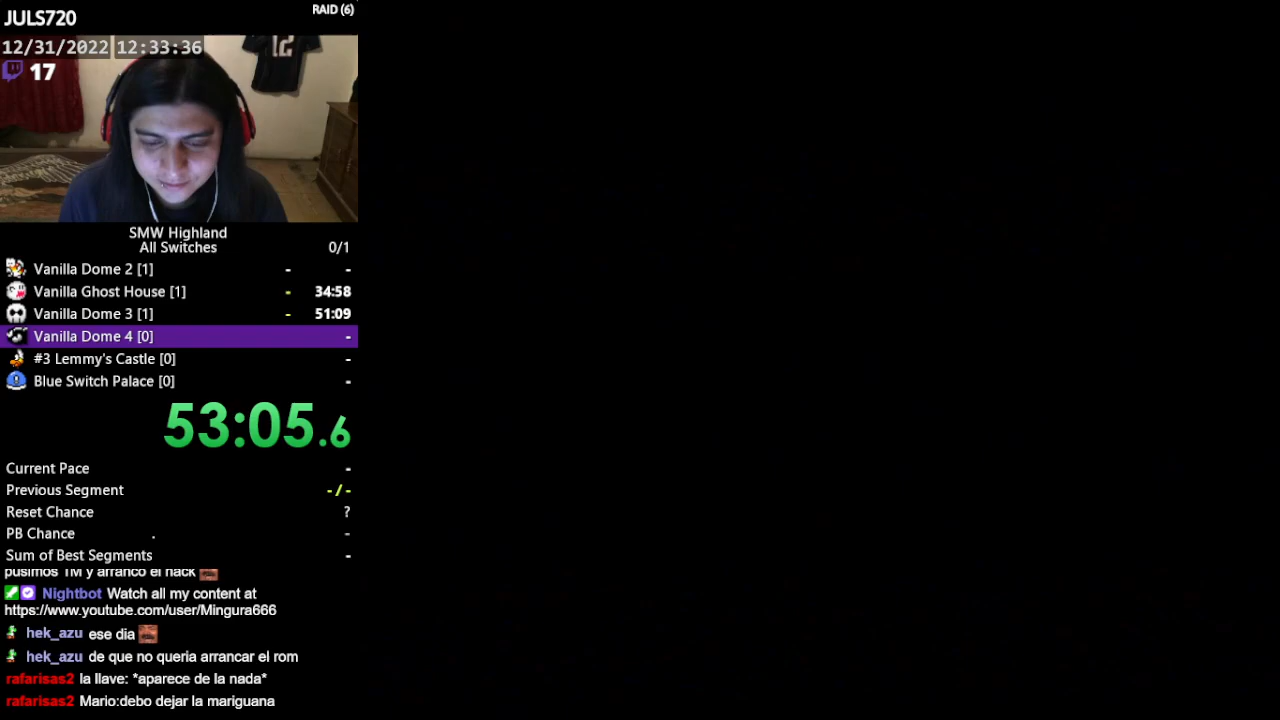 JULS720
RAID (6)
12/31/2022 12:33:36
17
12
SMW Highland
All Switches 0/1
Vanilla Dome 2 [1] - -
Vanilla Ghost House [1] - 34:58
Vanilla Dome 3 [1] - 51:09
Vanilla Dome 4 [0] -
#3 Lemmy's Castle [0] -
Blue Switch Palace [0] -
53:05.6
Current Pace -
Previous Segment - / -
Reset Chance ?
PB Chance . -
Sum of Best Segments -
pusimos TM y arranco el hack
Nightbot Watch all my content at
https://www.youtube.com/user/Mingura666
hek_azu ese dia
hek_azu de que no queria arrancar el rom
rafarisas2 la llave: *aparece de la nada*
rafarisas2 Mario:debo dejar la mariguana